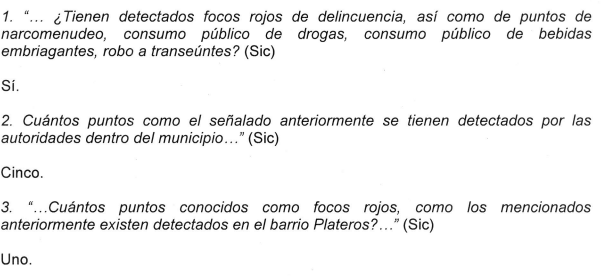 1. “... ¿Tienen detectados focos rojos de delincuencia, así como de puntos de
narcomenudeo, consumo público de drogas, consumo público de bebidas
embriagantes, robo a transeúntes? (Sic)
Sí.
2. Cuántos puntos como el señalado anteriormente se tienen detectados por las
autoridades dentro del municipio...” (Sic)
Cinco.
3. “...Cuántos puntos conocidos como focos rojos, como los mencionados
anteriormente existen detectados en el barrio Plateros?...” (Sic)
Uno.